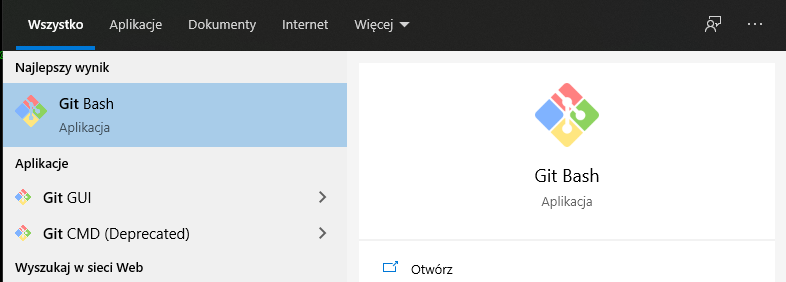 Wszystko Aplikacje Dokumenty Internet Więcej
Najlepszy wynik
Git Bash
Aplikacja
Aplikacje
Git GUI
Git CMD (Deprecated)
Wyszukaj w sieci Web
Git Bash
Aplikacja
Otwórz